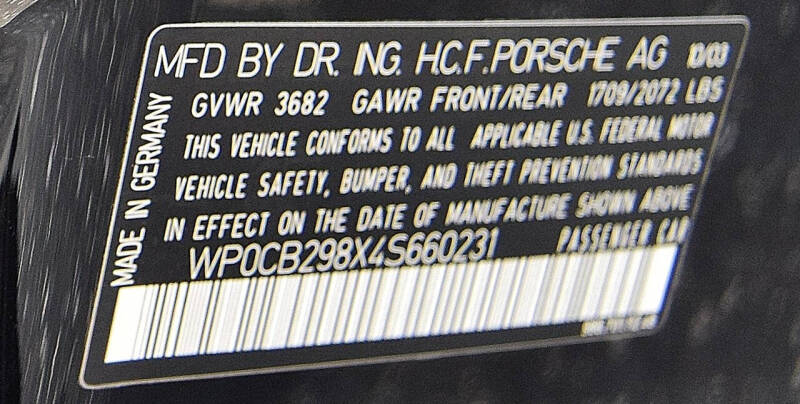 MFD BY DR. ING. H.C.F. PORSCHE AG 10/03
GVWR 3682 GAWR FRONT/REAR 1709/2072 LBS
THIS VEHICLE CONFORMS TO ALL APPLICABLE U.S. FEDERAL MOTOR
VEHICLE SAFETY, BUMPER, AND THEFT PREVENTION STANDARDS
IN EFFECT ON THE DATE OF MANUFACTURE SHOWN ABOVE
WP0CB298X4S660231 PASSENGER CAR
MADE IN GERMANY